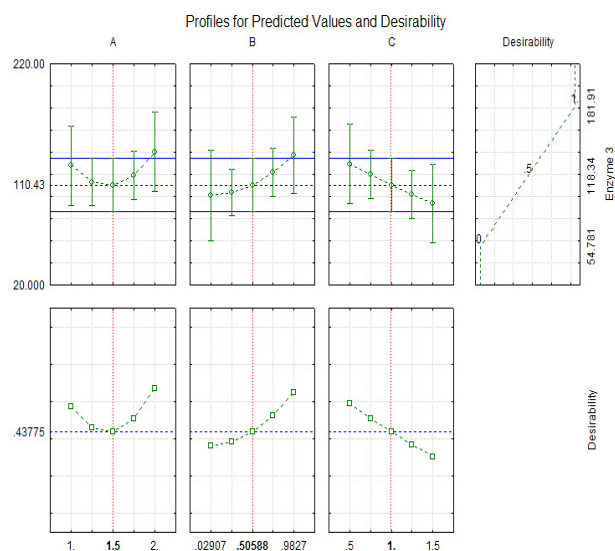 Profiles for Predicted Values and Desirability
A B C Desirability
220.00
110.43
20.000
1
.5
0
181.91
118.34
54.781
Enzyme 3
.43775
Desirability
1. 1.5 2. .02907 .50588 .9827 .5 1. 1.5